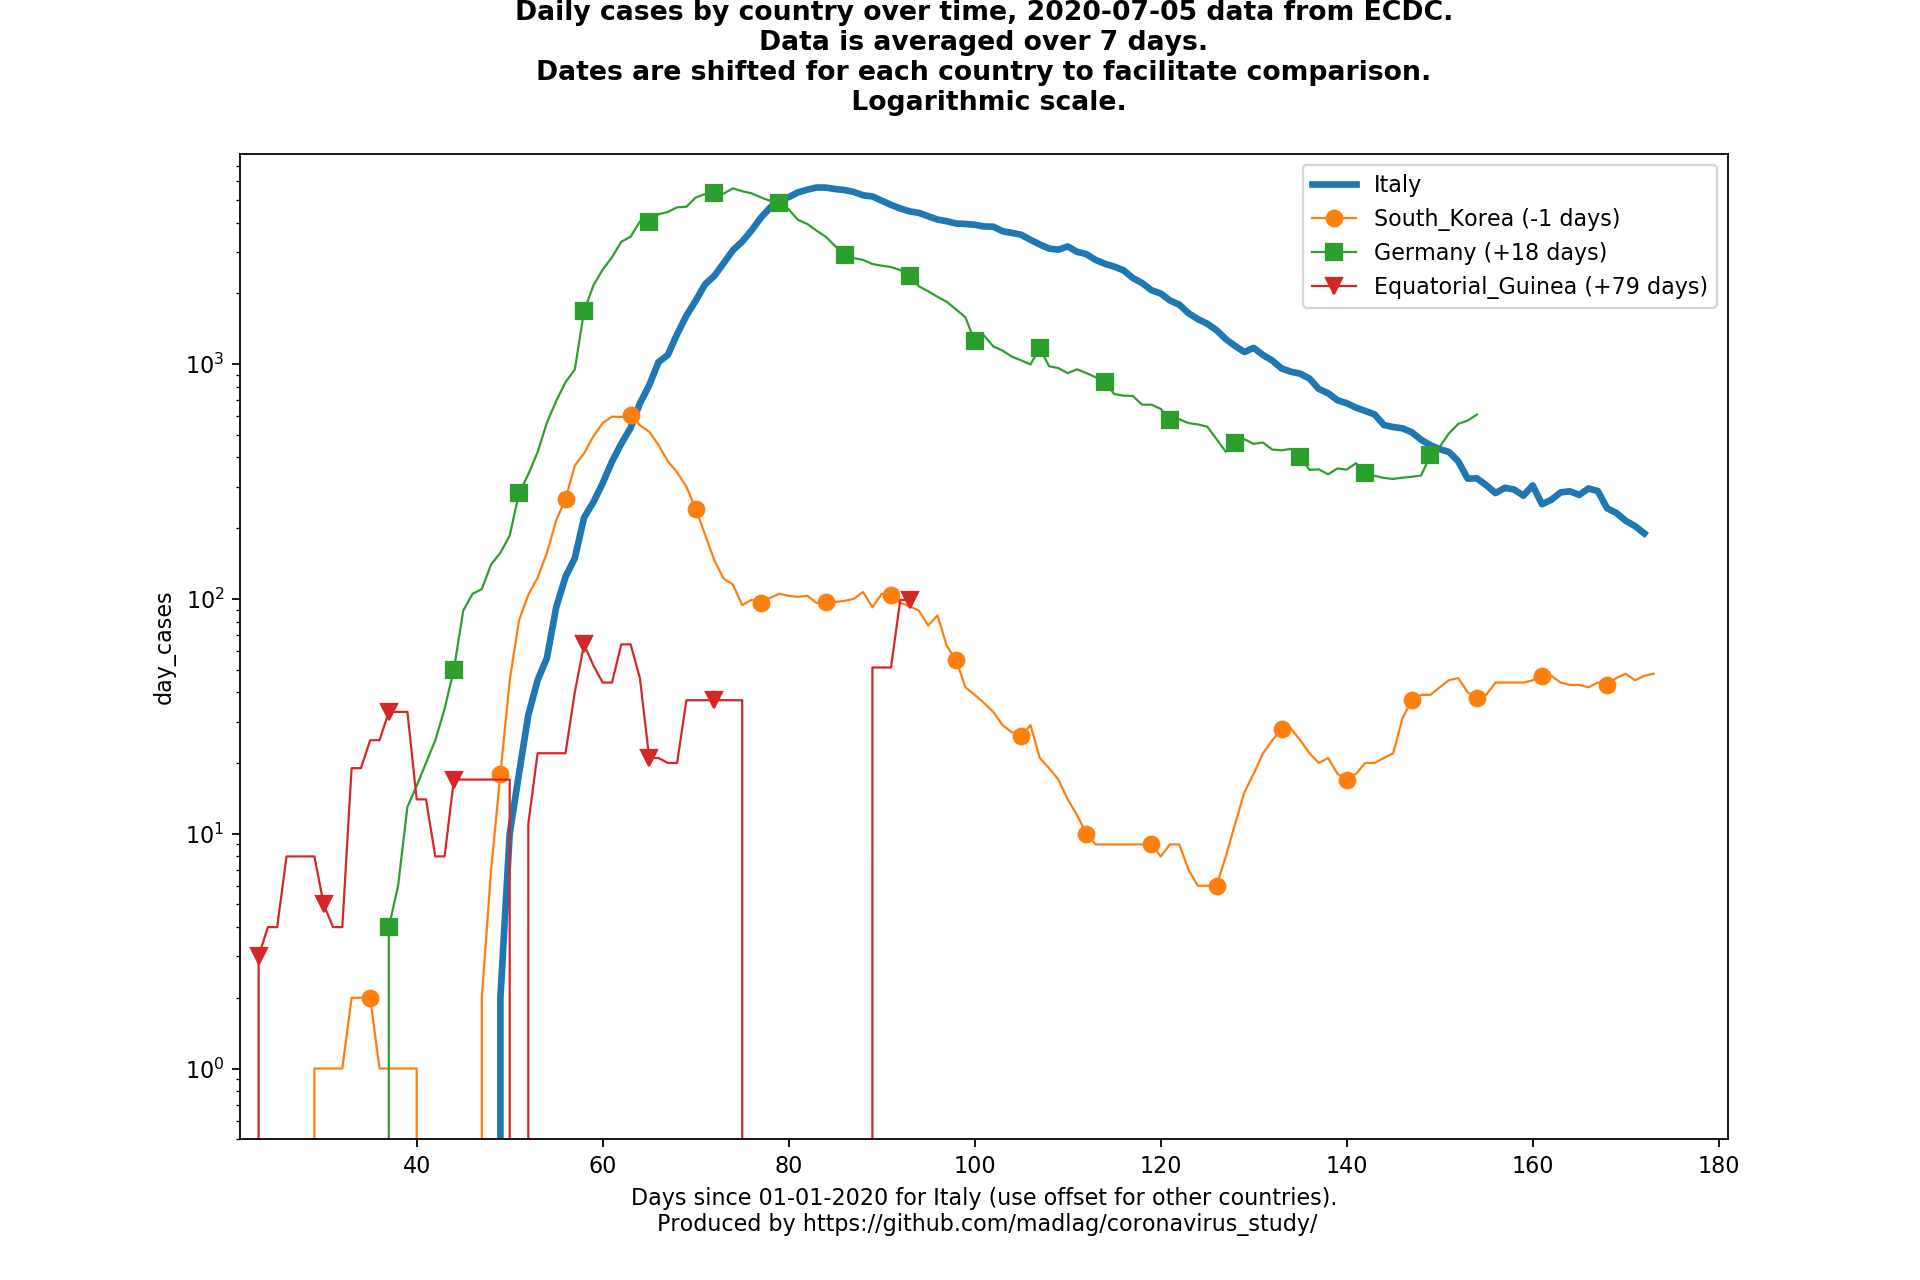 Daily cases by country over time, 2020-07-05 data from ECDC.
Data is averaged over 7 days.
Dates are shifted for each country to facilitate comparison.
Logarithmic scale.
Italy
South_Korea (-1 days)
Germany (+18 days)
Equatorial_Guinea (+79 days)
10³
10²
10¹
10⁰
day_cases
40 60 80 100 120 140 160 180
Days since 01-01-2020 for Italy (use offset for other countries).
Produced by https://github.com/madlag/coronavirus_study/